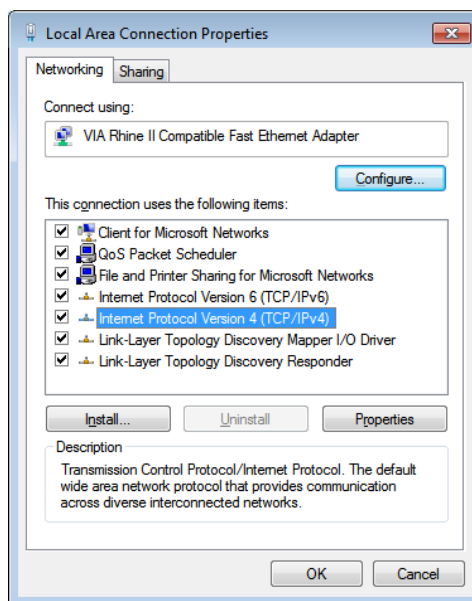 Local Area Connection Properties
Networking
Sharing
Connect using:
VIA Rhine II Compatible Fast Ethernet Adapter
Configure...
This connection uses the following items:
Client for Microsoft Networks
QoS Packet Scheduler
File and Printer Sharing for Microsoft Networks
Internet Protocol Version 6 (TCP/IPv6)
Internet Protocol Version 4 (TCP/IPv4)
Link-Layer Topology Discovery Mapper I/O Driver
Link-Layer Topology Discovery Responder
Install...
Uninstall
Properties
Description
Transmission Control Protocol/Internet Protocol. The default
wide area network protocol that provides communication
across diverse interconnected networks.
OK
Cancel